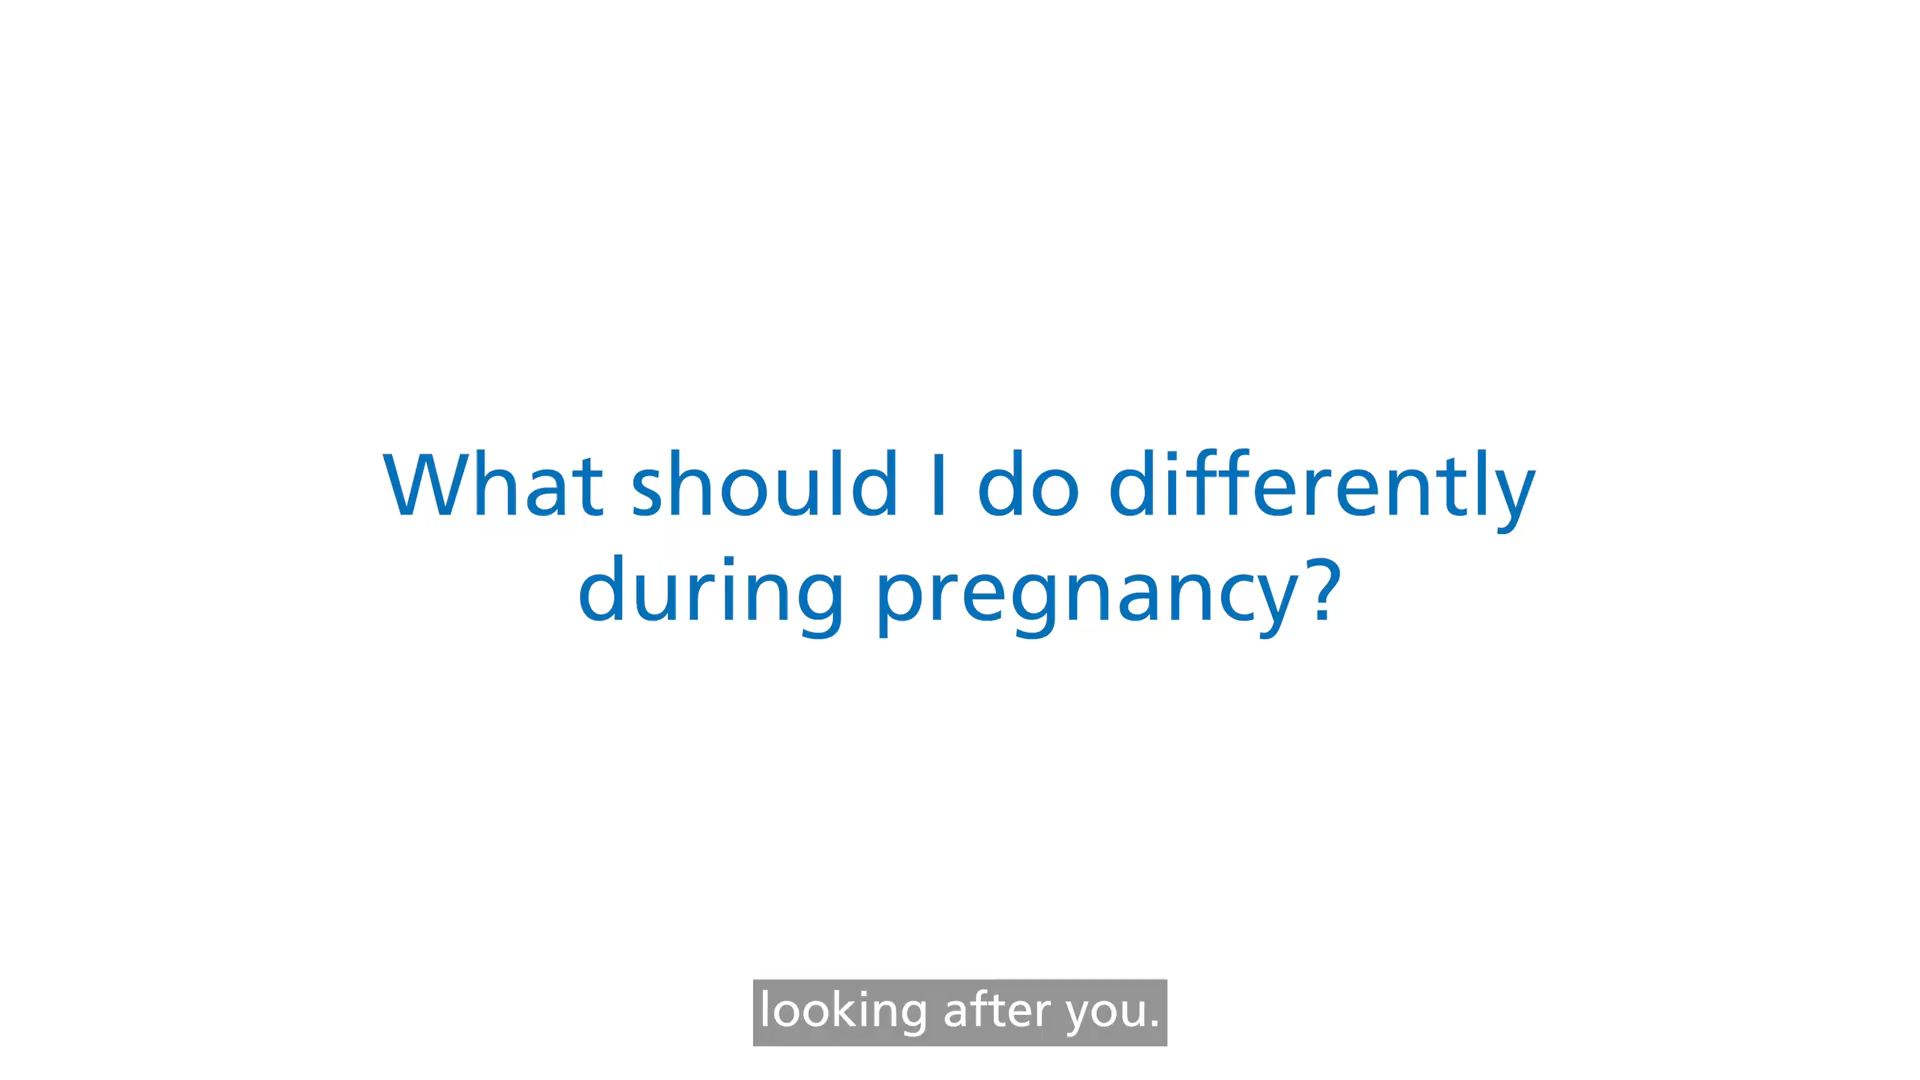 What should I do differently
during pregnancy?
looking after you.